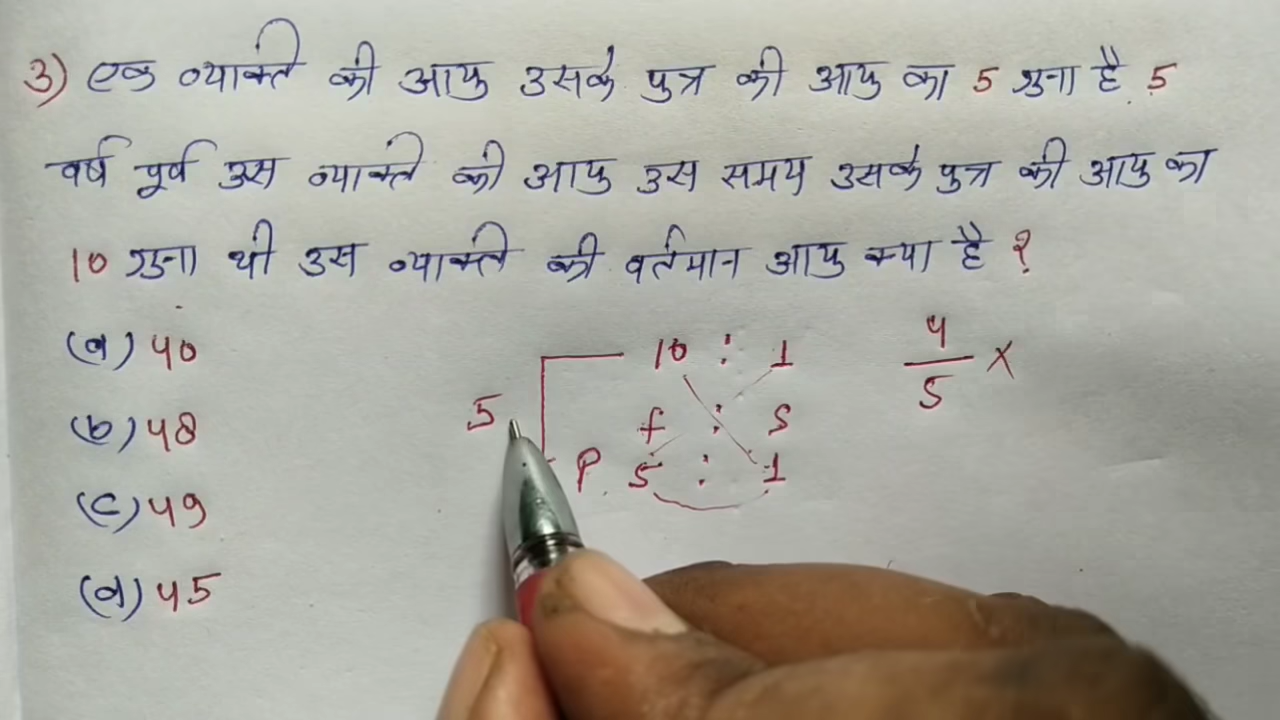 3) एक व्यक्ति की आयु उसके पुत्र की आयु का 5 गुना है. 5
वर्ष पूर्व उस व्यक्ति की आयु उस समय उसके पुत्र की आयु का
10 गुना थी उस व्यक्ति की वर्तमान आयु क्या है ?
(a) 40
(b) 48
(c) 49
(d) 45
10 : 1
5 f : S
P. 5 : 1
4/5 ×